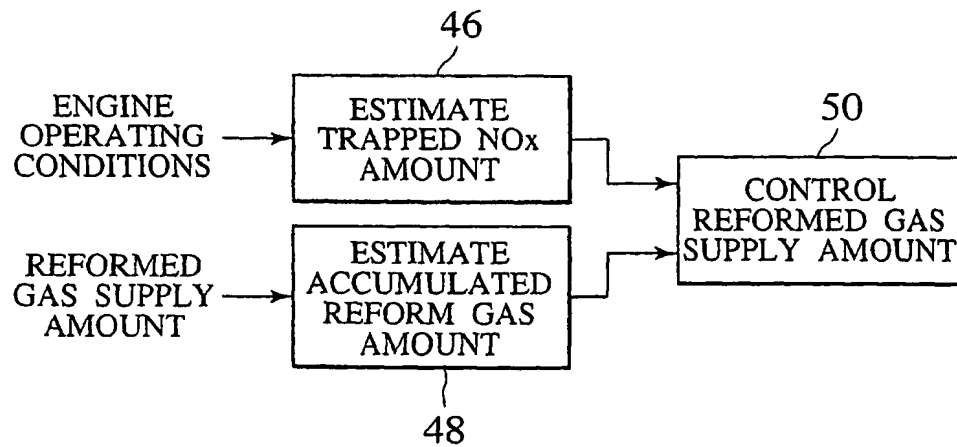 46
ENGINE
OPERATING
CONDITIONS
ESTIMATE
TRAPPED NOx
AMOUNT
50
CONTROL
REFORMED GAS
SUPPLY AMOUNT
REFORMED
GAS SUPPLY
AMOUNT
ESTIMATE
ACCUMULATED
REFORM GAS
AMOUNT
48